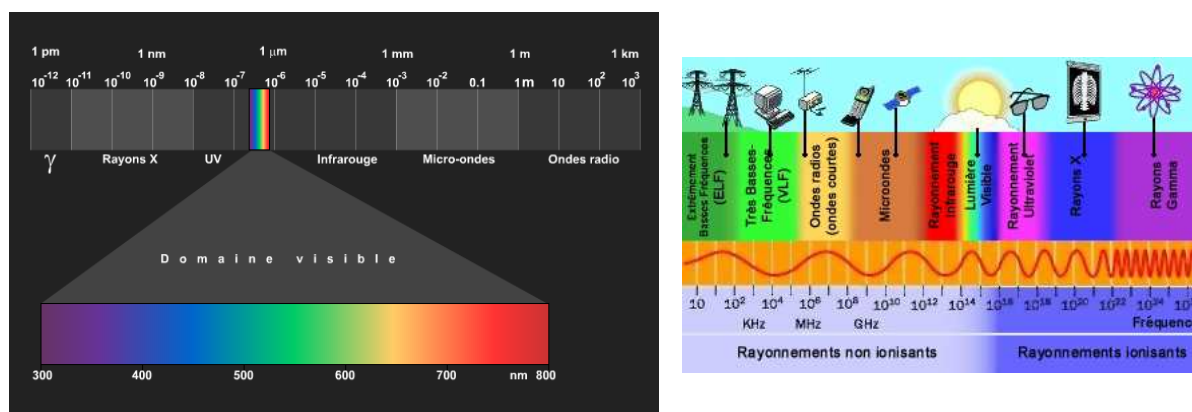 1 pm 1 nm 1 µm 1 mm 1 m 1 km
10⁻¹² 10⁻¹¹ 10⁻¹⁰ 10⁻⁹ 10⁻⁸ 10⁻⁷ 10⁻⁶ 10⁻⁵ 10⁻⁴ 10⁻³ 10⁻² 0.1 1m 10 10² 10³
γ Rayons X UV Infrarouge Micro-ondes Ondes radio
Domaine visible
300 400 500 600 700 nm 800
Extrêmement
Basses Fréquences
(ELF)
Très Basses-
Fréquences
(VLF)
Ondes radios
(ondes courtes)
Microondes
Rayonnement
Infrarouge
Lumière
Visible
Rayonnement
Ultraviolet
Rayons X
Rayons
Gamma
10 10² 10⁴ 10⁶ 10⁸ 10¹⁰ 10¹² 10¹⁴ 10¹⁶ 10¹⁸ 10²⁰ 10²² 10²⁴
KHz MHz GHz Fréquenc
Rayonnements non ionisants Rayonnements ionisants